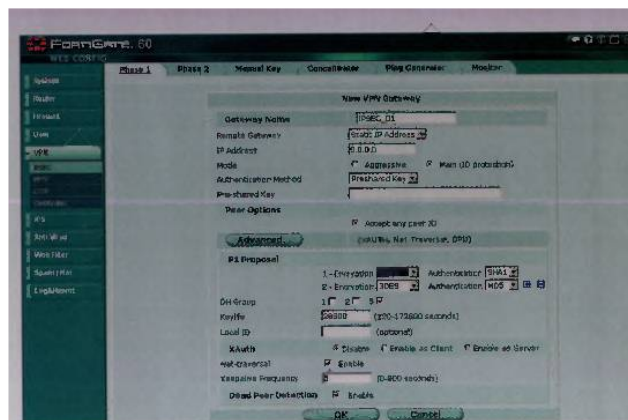 FORTIGATE. 60
WEB CONFIG
Phase 1 Phase 2 Manual Key Concentrator Ping Generator Monitor
System
Router
Firewall
User
VPN
IPSEC
IPS
Anti Virus
Web Filter
Spam Filter
Log&Report
New VPN Gateway
Gateway Name IPSEC_01
Remote Gateway Static IP Address
IP Address 0.0.0.0
Mode Aggressive Main (ID protection)
Authentication Method Preshared Key
Pre-shared Key
Peer Options
Accept any peer ID
Advanced (XAUTH, Nat Traversal, DPD)
P1 Proposal
1 - Encryption Authentication SHA1
2 - Encryption 3DES Authentication MD5
DH Group 1 2 5
Keylife 28800 (120-172800 seconds)
Local ID (optional)
XAuth Disable Enable as Client Enable as Server
Nat-traversal Enable
Keepalive Frequency (0-900 seconds)
Dead Peer Detection Enable
OK Cancel